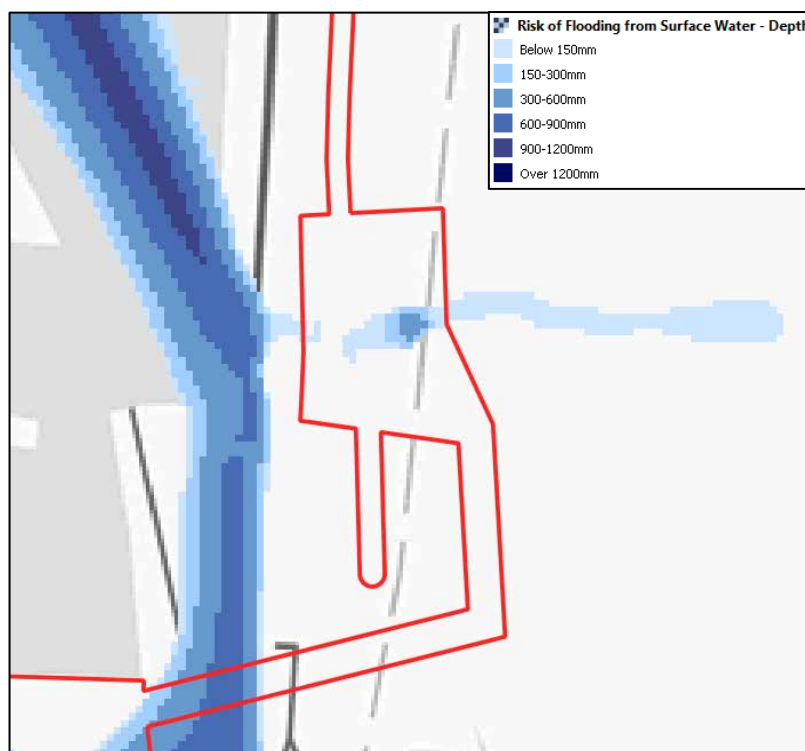 Risk of Flooding from Surface Water - Depth
Below 150mm
150-300mm
300-600mm
600-900mm
900-1200mm
Over 1200mm